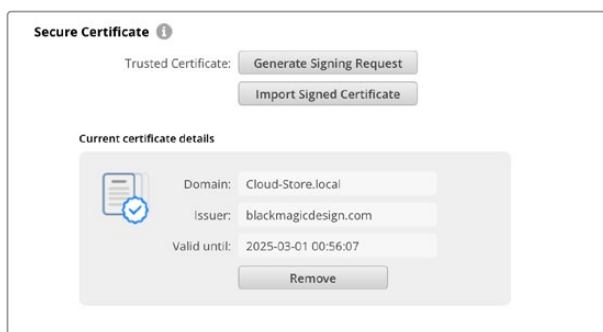 Secure Certificate i
Trusted Certificate: Generate Signing Request
Import Signed Certificate
Current certificate details
Domain: Cloud-Store.local
Issuer: blackmagicdesign.com
Valid until: 2025-03-01 00:56:07
Remove